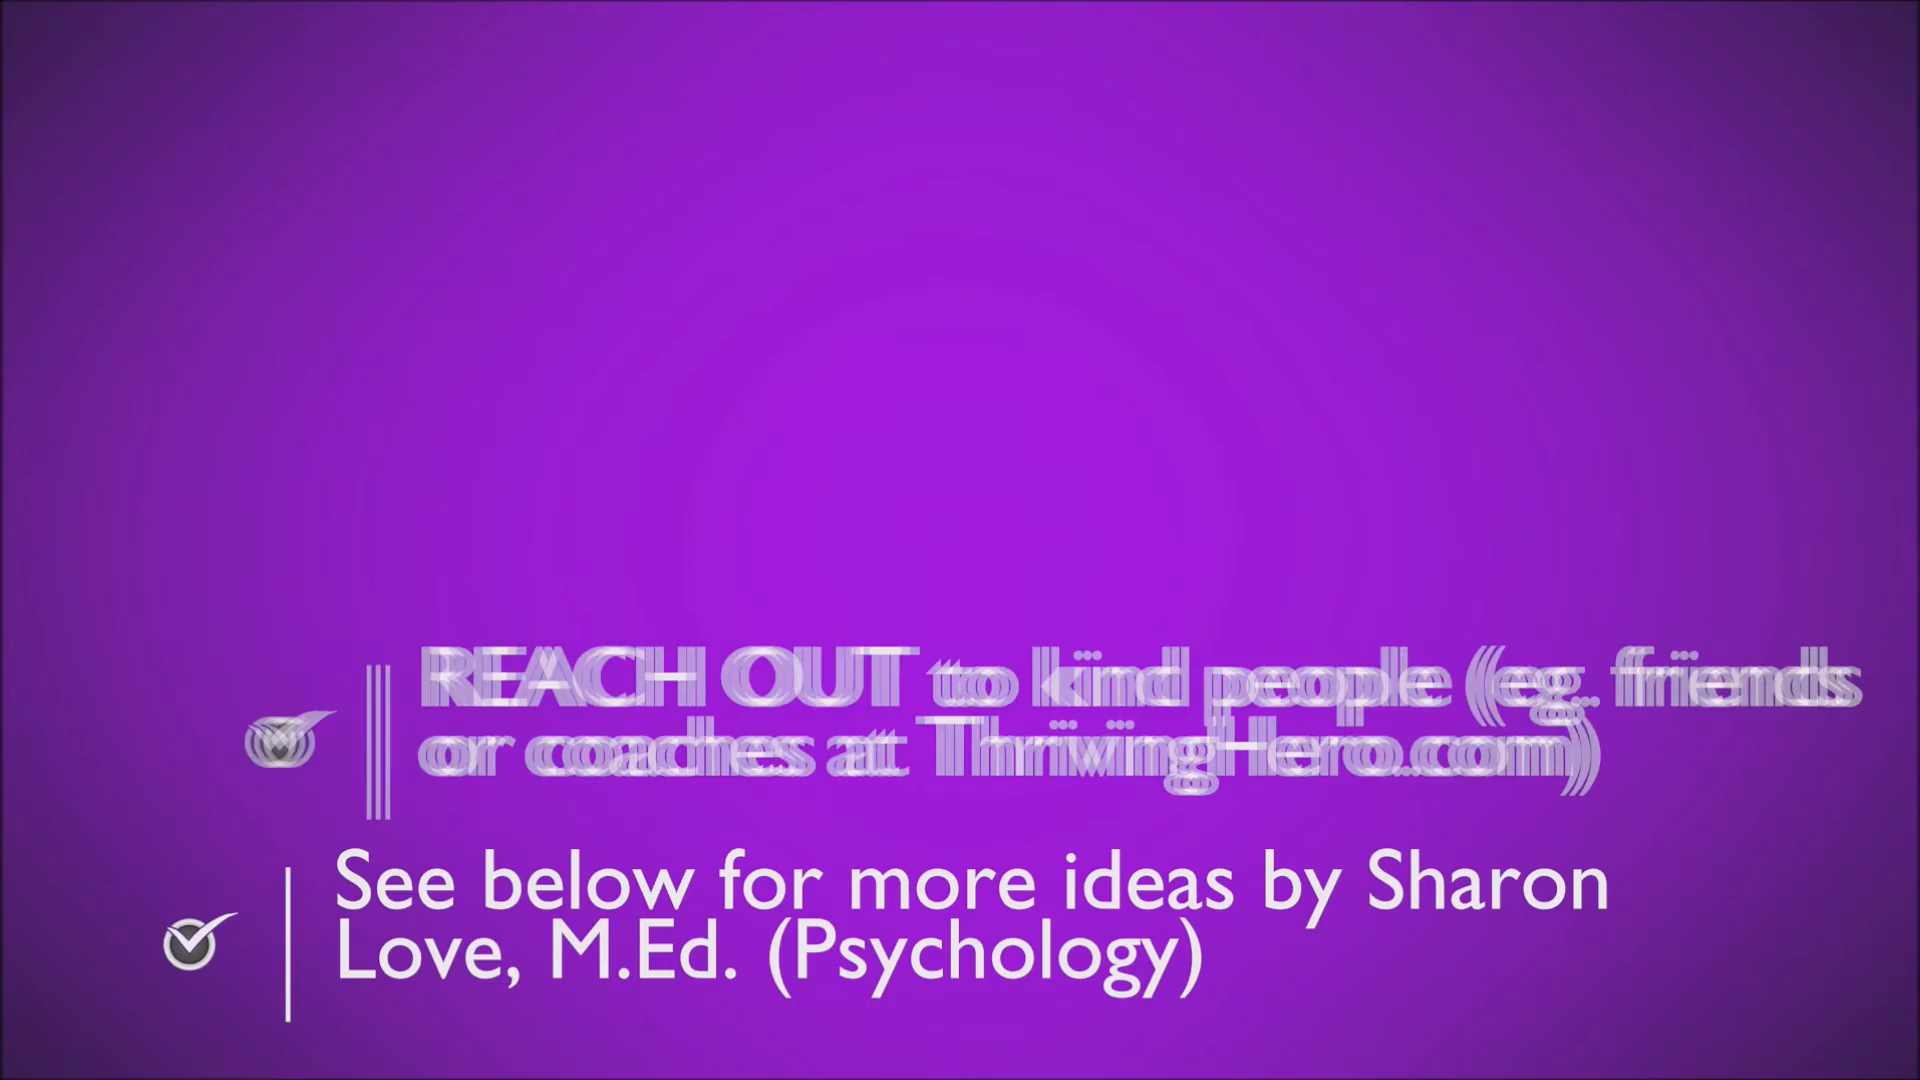 REACH OUT to kind people (eg. friends
or coaches at ThrivingHero.com)
See below for more ideas by Sharon
Love, M.Ed. (Psychology)